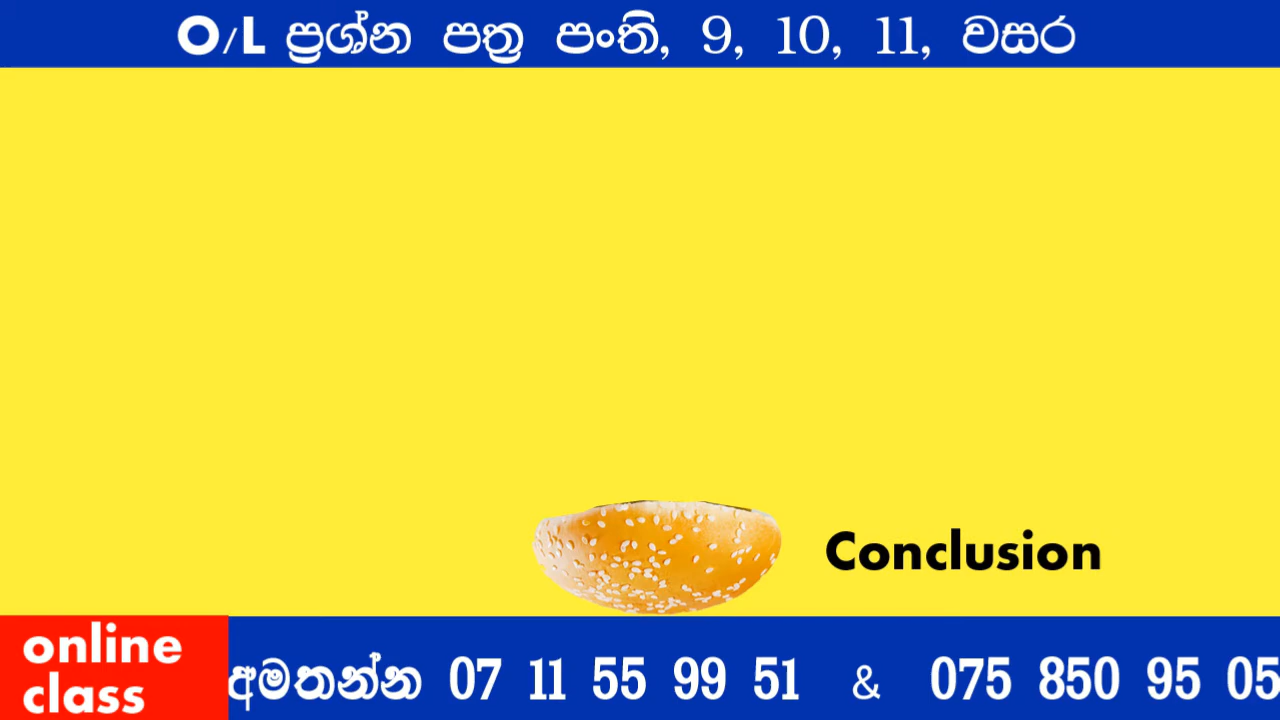 O/L ප්‍රශ්න පත්‍ර පංති, 9, 10, 11, වසර
Conclusion
online
class
අමතන්න 07 11 55 99 51 & 075 850 95 05